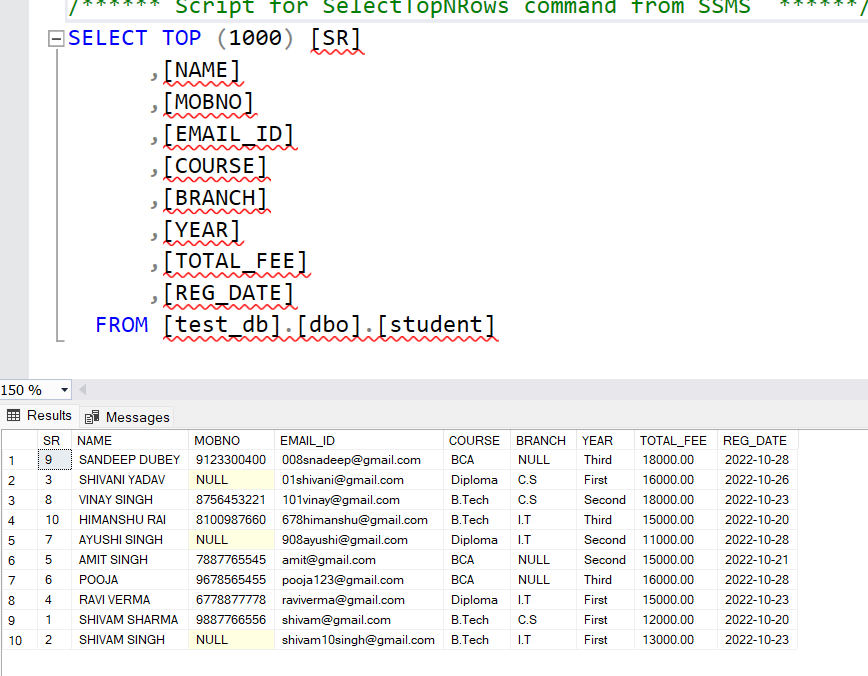 /****** Script for SelectTopNRows command from SSMS  ******/
SELECT TOP (1000) [SR]
,[NAME]
,[MOBNO]
,[EMAIL_ID]
,[COURSE]
,[BRANCH]
,[YEAR]
,[TOTAL_FEE]
,[REG_DATE]
FROM [test_db].[dbo].[student]
150 %
Results Messages
SR NAME MOBNO EMAIL_ID COURSE BRANCH YEAR TOTAL_FEE REG_DATE
1 9 SANDEEP DUBEY 9123300400 008snadeep@gmail.com BCA NULL Third 18000.00 2022-10-28
2 3 SHIVANI YADAV NULL 01shivani@gmail.com Diploma C.S First 16000.00 2022-10-26
3 8 VINAY SINGH 8756453221 101vinay@gmail.com B.Tech C.S Second 18000.00 2022-10-23
4 10 HIMANSHU RAI 8100987660 678himanshu@gmail.com B.Tech I.T Third 15000.00 2022-10-20
5 7 AYUSHI SINGH NULL 908ayushi@gmail.com Diploma I.T Second 11000.00 2022-10-28
6 5 AMIT SINGH 7887765545 amit@gmail.com BCA NULL Second 15000.00 2022-10-21
7 6 POOJA 9678565455 pooja123@gmail.com BCA NULL Third 16000.00 2022-10-28
8 4 RAVI VERMA 6778877778 raviverma@gmail.com Diploma I.T First 15000.00 2022-10-23
9 1 SHIVAM SHARMA 9887766556 shivam@gmail.com B.Tech C.S First 12000.00 2022-10-20
10 2 SHIVAM SINGH NULL shivam10singh@gmail.com B.Tech I.T First 13000.00 2022-10-23